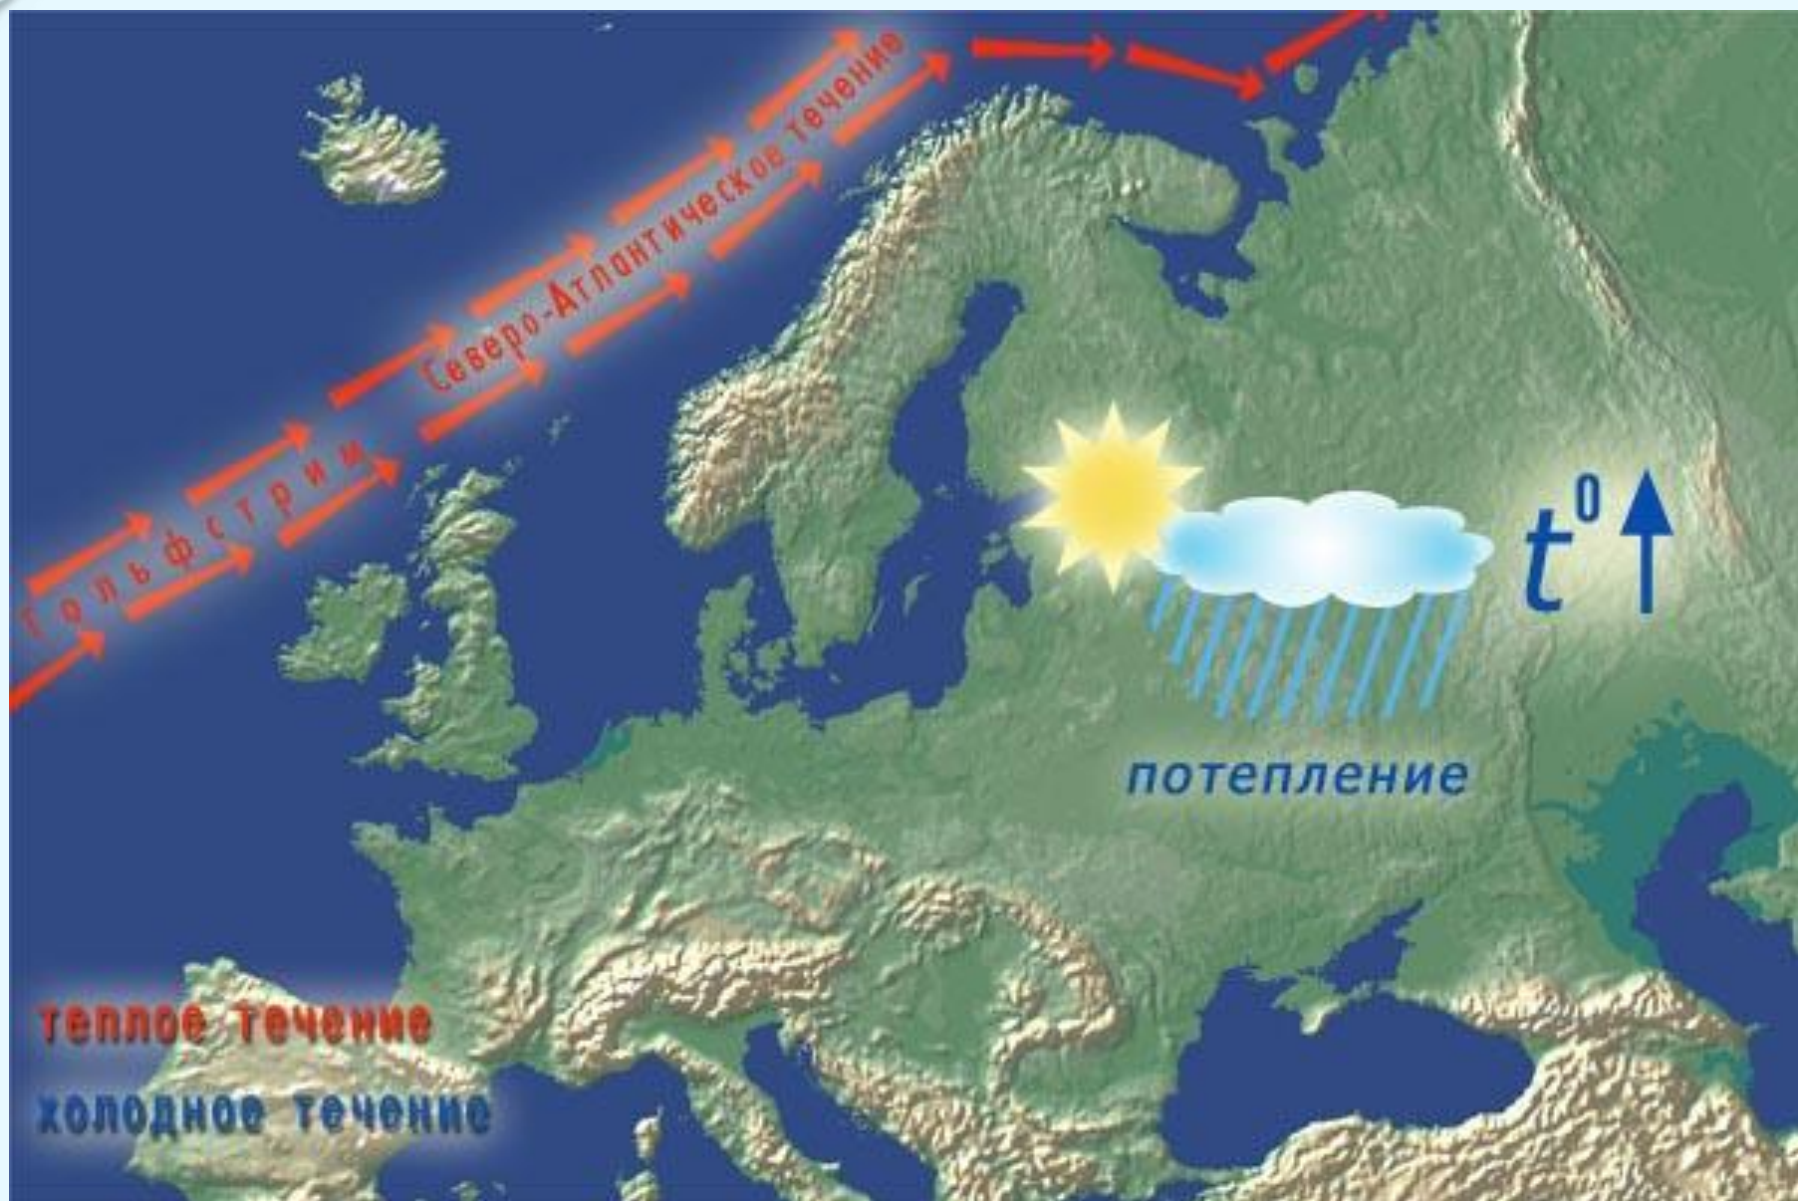 Северо-Атлантическое течение
Гольфстрим
t⁰
потепление
теплое течение
холодное течение